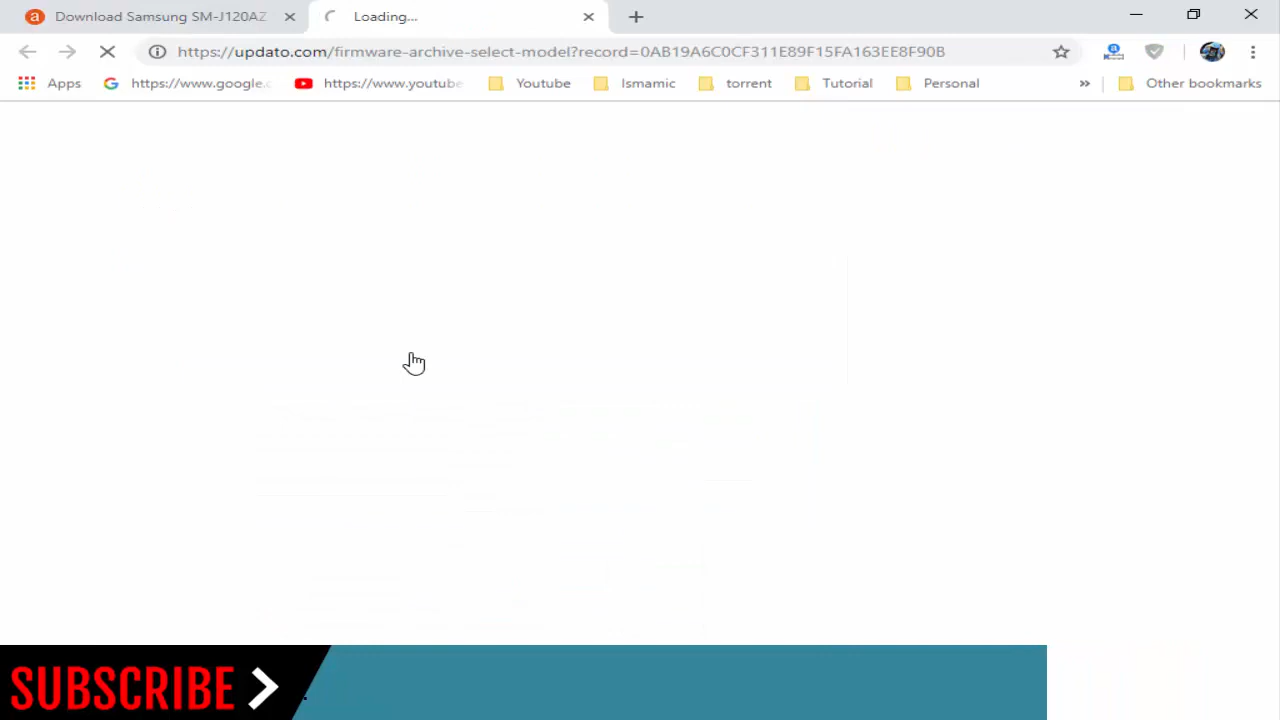 Download Samsung SM-J120AZ
Loading...
https://updato.com/firmware-archive-select-model?record=0AB19A6C0CF311E89F15FA163EE8F90B
Apps
https://www.google.c
https://www.youtube
Youtube
Ismamic
torrent
Tutorial
Personal
»
Other bookmarks
SUBSCRIBE